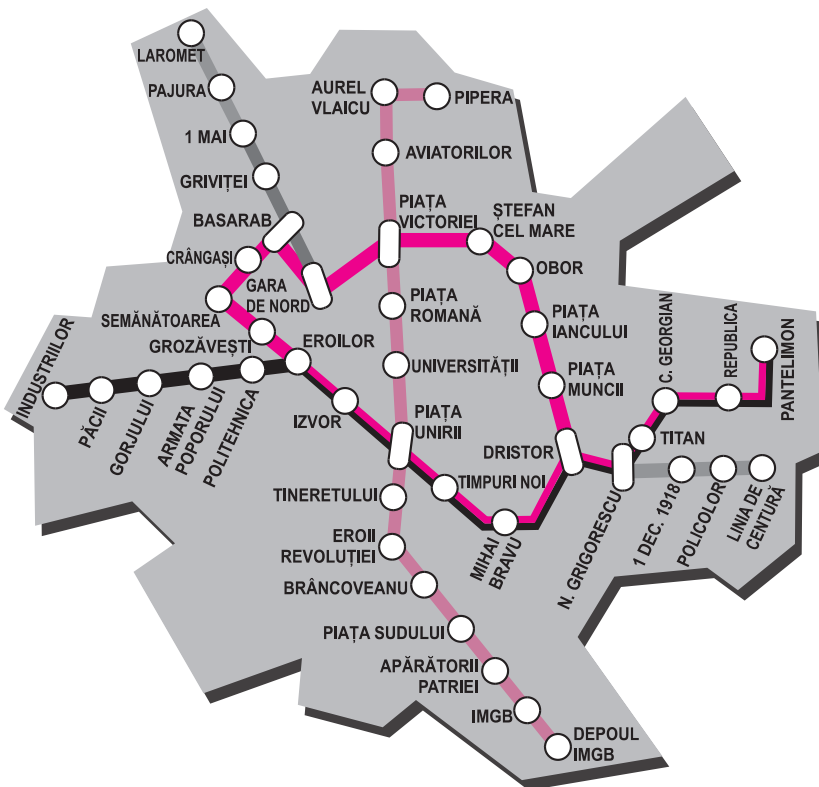 LAROMET
PAJURA
1 MAI
GRIVIȚEI
BASARAB
CRÂNGAȘI
GARA
DE NORD
SEMĂNĂTOAREA
GROZĂVEȘTI
EROILOR
INDUSTRIILOR
PĂCII
GORJULUI
ARMATA
POPORULUI
POLITEHNICA
IZVOR
AUREL
VLAICU
PIPERA
AVIATORILOR
PIAȚA
VICTORIEI
ȘTEFAN
CEL MARE
OBOR
PIAȚA
ROMANĂ
PIAȚA
IANCULUI
UNIVERSITĂȚII
PIAȚA
MUNCII
PIAȚA
UNIRII
DRISTOR
TIMPURI NOI
MIHAI
BRAVU
N. GRIGORESCU
TITAN
C. GEORGIAN
REPUBLICA
PANTELIMON
1 DEC. 1918
POLICOLOR
LINIA DE
CENTURĂ
TINERETULUI
EROII
REVOLUȚIEI
BRÂNCOVEANU
PIAȚA SUDULUI
APĂRĂTORII
PATRIEI
IMGB
DEPOUL
IMGB